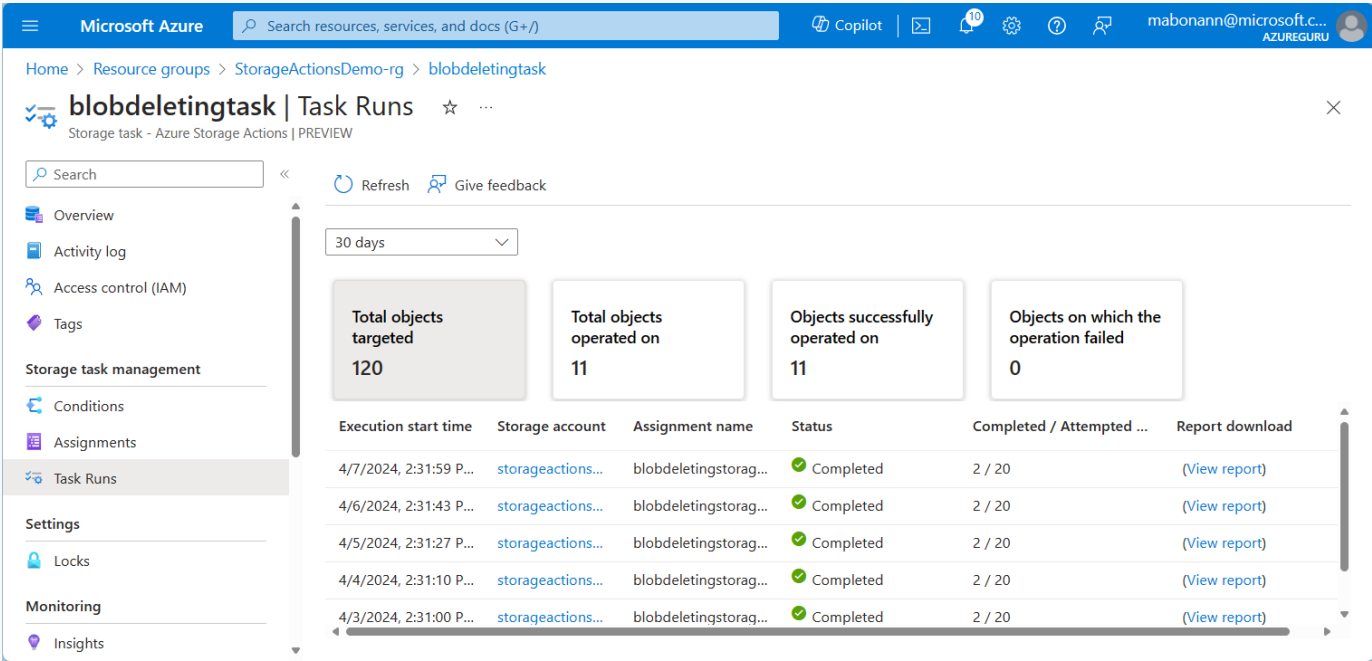 Microsoft Azure
Search resources, services, and docs (G+/)
Copilot
10
mabonann@microsoft.c...
AZUREGURU
Home > Resource groups > StorageActionsDemo-rg > blobdeletingtask
blobdeletingtask | Task Runs
Storage task - Azure Storage Actions | PREVIEW
Search
Overview
Activity log
Access control (IAM)
Tags
Storage task management
Conditions
Assignments
Task Runs
Settings
Locks
Monitoring
Insights
Refresh
Give feedback
30 days
Total objects
targeted
120
Total objects
operated on
11
Objects successfully
operated on
11
Objects on which the
operation failed
0
Execution start time Storage account Assignment name Status Completed / Attempted ... Report download
4/7/2024, 2:31:59 P... storageactions... blobdeletingstorag... Completed 2 / 20 (View report)
4/6/2024, 2:31:43 P... storageactions... blobdeletingstorag... Completed 2 / 20 (View report)
4/5/2024, 2:31:27 P... storageactions... blobdeletingstorag... Completed 2 / 20 (View report)
4/4/2024, 2:31:10 P... storageactions... blobdeletingstorag... Completed 2 / 20 (View report)
4/3/2024, 2:31:00 P... storageactions... blobdeletingstorag... Completed 2 / 20 (View report)